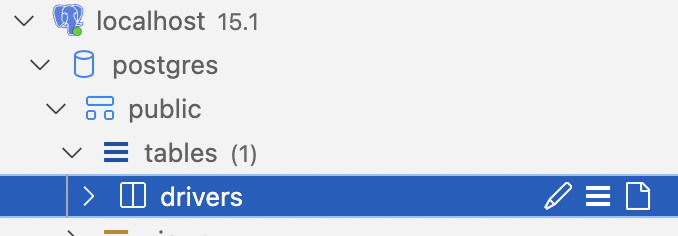 localhost 15.1
postgres
public
tables (1)
drivers